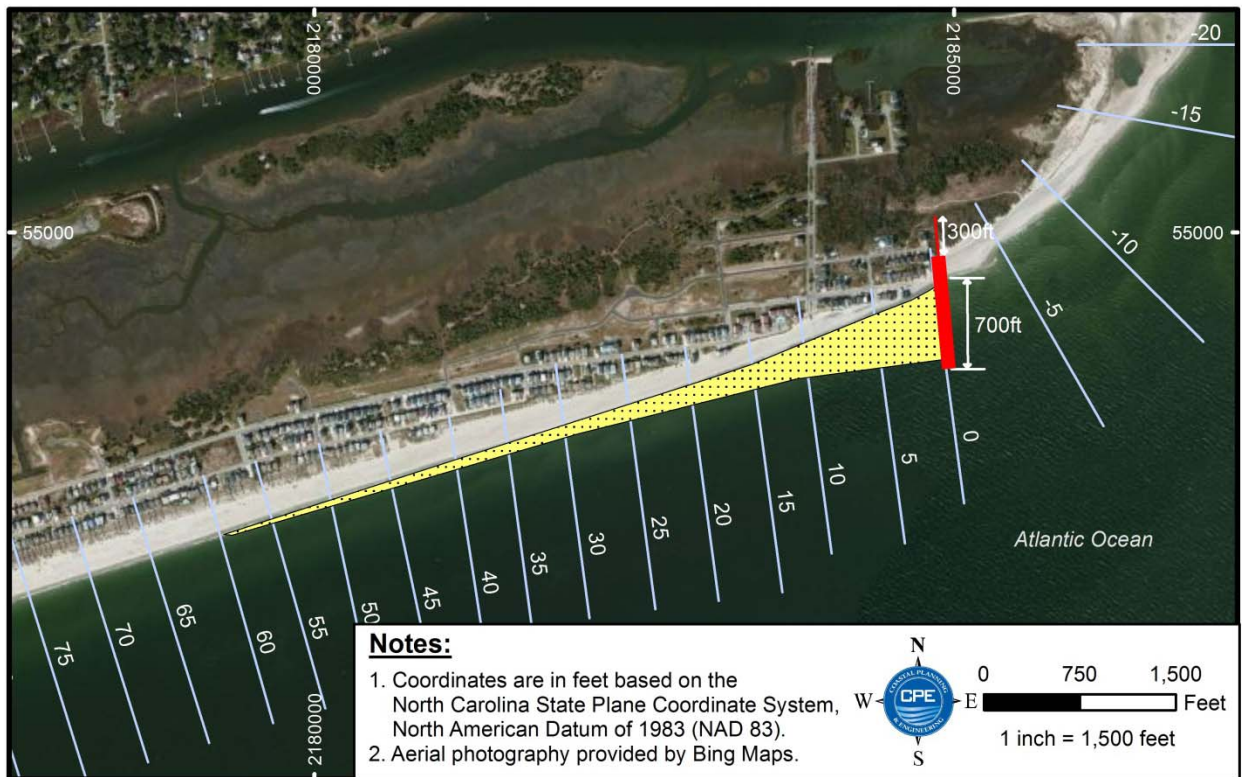 2180000
2185000
-20
-15
55000
55000
-10
300ft
-5
700ft
0
5
10
15
20
25
30
35
40
45
50
55
60
65
70
75
Atlantic Ocean
2180000
Notes:
1. Coordinates are in feet based on the
North Carolina State Plane Coordinate System,
North American Datum of 1983 (NAD 83).
2. Aerial photography provided by Bing Maps.
N
W
E
S
COASTAL PLANNING
CPE
& ENGINEERING
0 750 1,500
Feet
1 inch = 1,500 feet